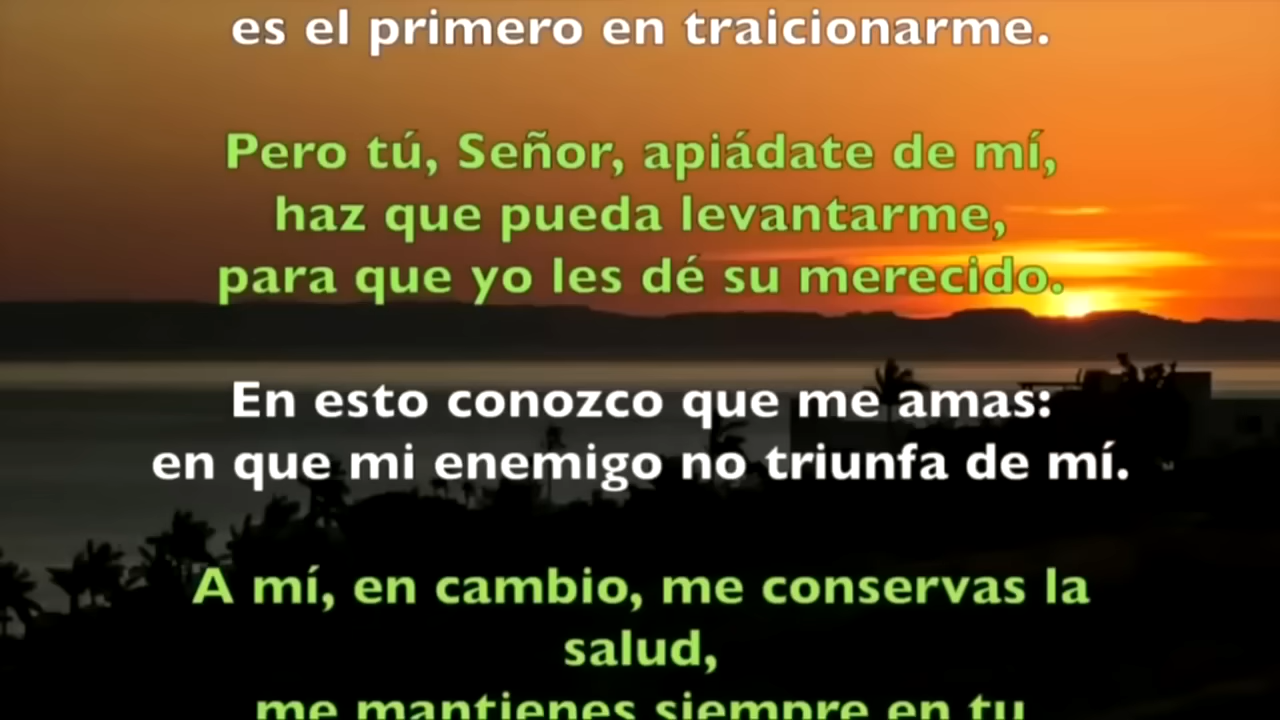 es el primero en traicionarme.
Pero tú, Señor, apiádate de mí,
haz que pueda levantarme,
para que yo les dé su merecido.
En esto conozco que me amas:
en que mi enemigo no triunfa de mí.
A mí, en cambio, me conservas la
salud,
me mantienes siempre en tu